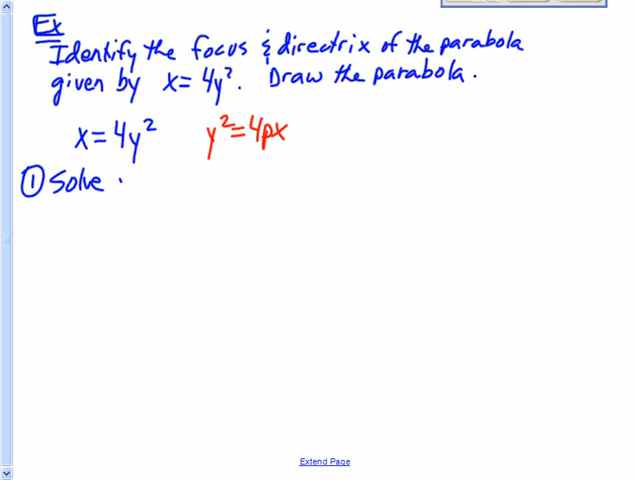 Ex
Identify the focus & directrix of the parabola
given by x = 4y². Draw the parabola.
x = 4y² y² = 4px
① Solve
Extend Page